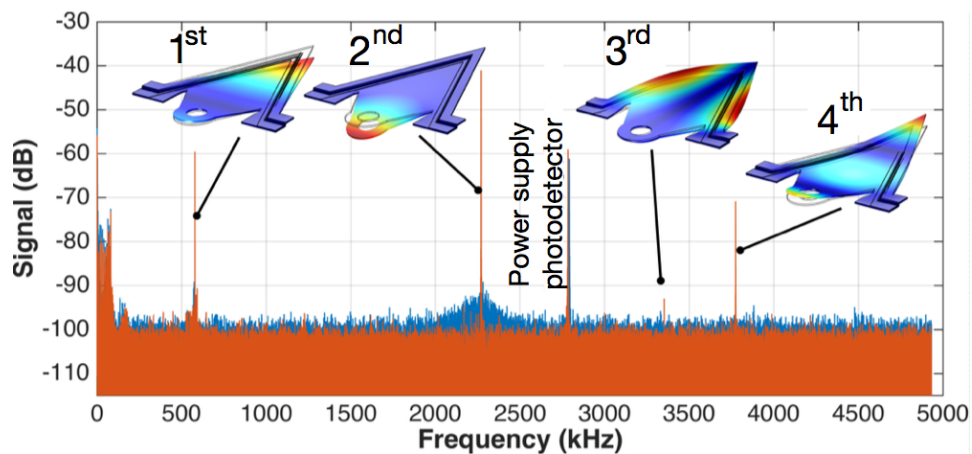 -30
-40
-50
-60
-70
-80
-90
-100
-110
Signal (dB)
1st
2nd
3rd
4th
Power supply
photodetector
0 500 1000 1500 2000 2500 3000 3500 4000 4500 5000
Frequency (kHz)